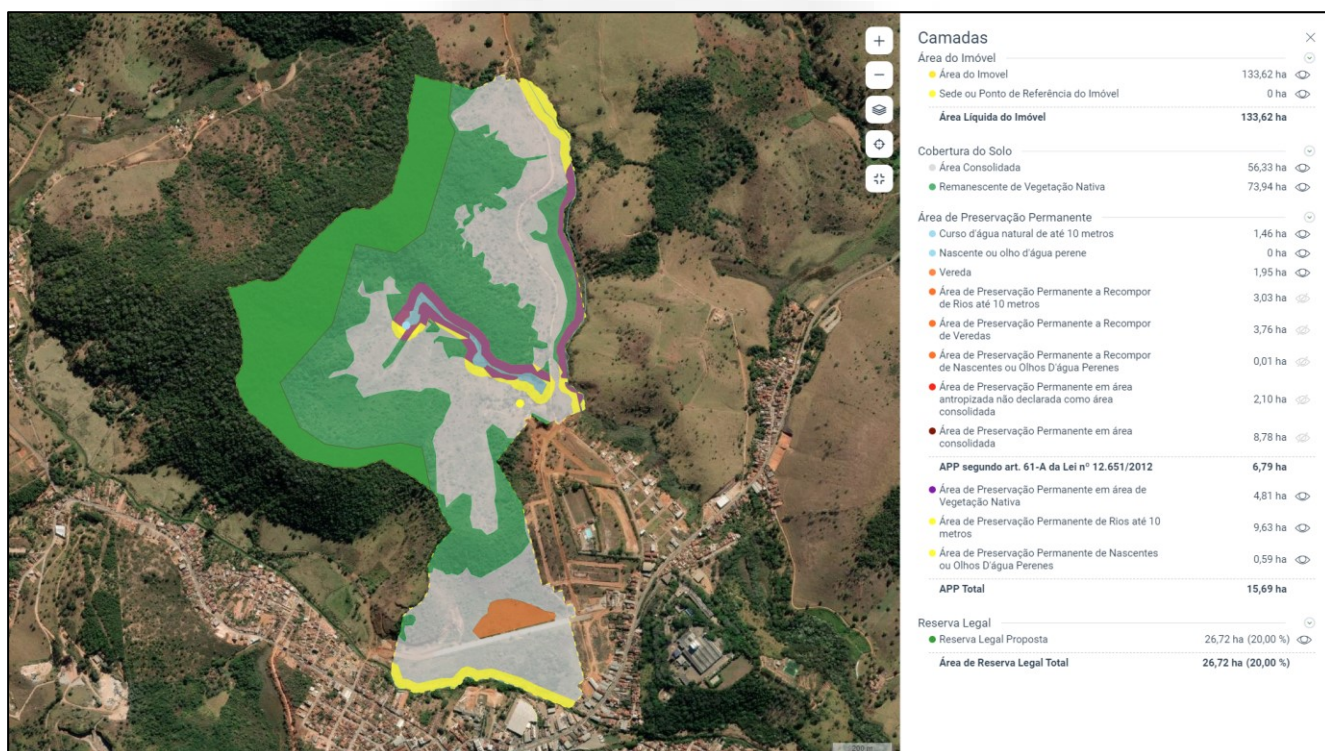 Camadas
Área do Imóvel
Área do Imovel 133,62 ha
Sede ou Ponto de Referência do Imóvel 0 ha
Área Líquida do Imóvel 133,62 ha
Cobertura do Solo
Área Consolidada 56,33 ha
Remanescente de Vegetação Nativa 73,94 ha
Área de Preservação Permanente
Curso d'água natural de até 10 metros 1,46 ha
Nascente ou olho d'água perene 0 ha
Vereda 1,95 ha
Área de Preservação Permanente a Recompor
de Rios até 10 metros 3,03 ha
Área de Preservação Permanente a Recompor
de Veredas 3,76 ha
Área de Preservação Permanente a Recompor
de Nascentes ou Olhos D'água Perenes 0,01 ha
Área de Preservação Permanente em área
antropizada não declarada como área
consolidada 2,10 ha
Área de Preservação Permanente em área
consolidada 8,78 ha
APP segundo art. 61-A da Lei nº 12.651/2012 6,79 ha
Área de Preservação Permanente em área de
Vegetação Nativa 4,81 ha
Área de Preservação Permanente de Rios até 10
metros 9,63 ha
Área de Preservação Permanente de Nascentes
ou Olhos D'água Perenes 0,59 ha
APP Total 15,69 ha
Reserva Legal
Reserva Legal Proposta 26,72 ha (20,00 %)
Área de Reserva Legal Total 26,72 ha (20,00 %)
200 m